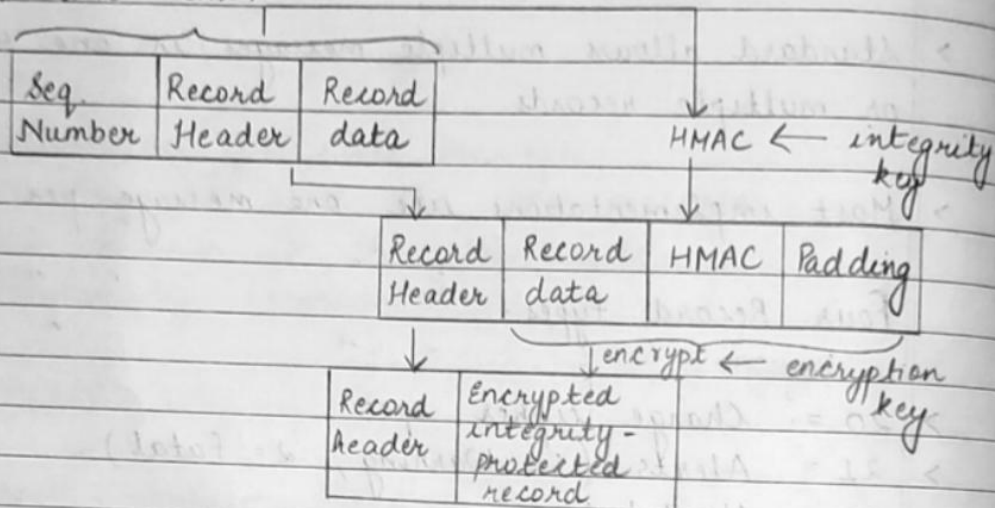 Seq. Record Record
Number Header data
HMAC ← integrity
key
Record Record HMAC Padding
Header data
encrypt ← encryption
key
Record Encrypted
header integrity-
protected
record